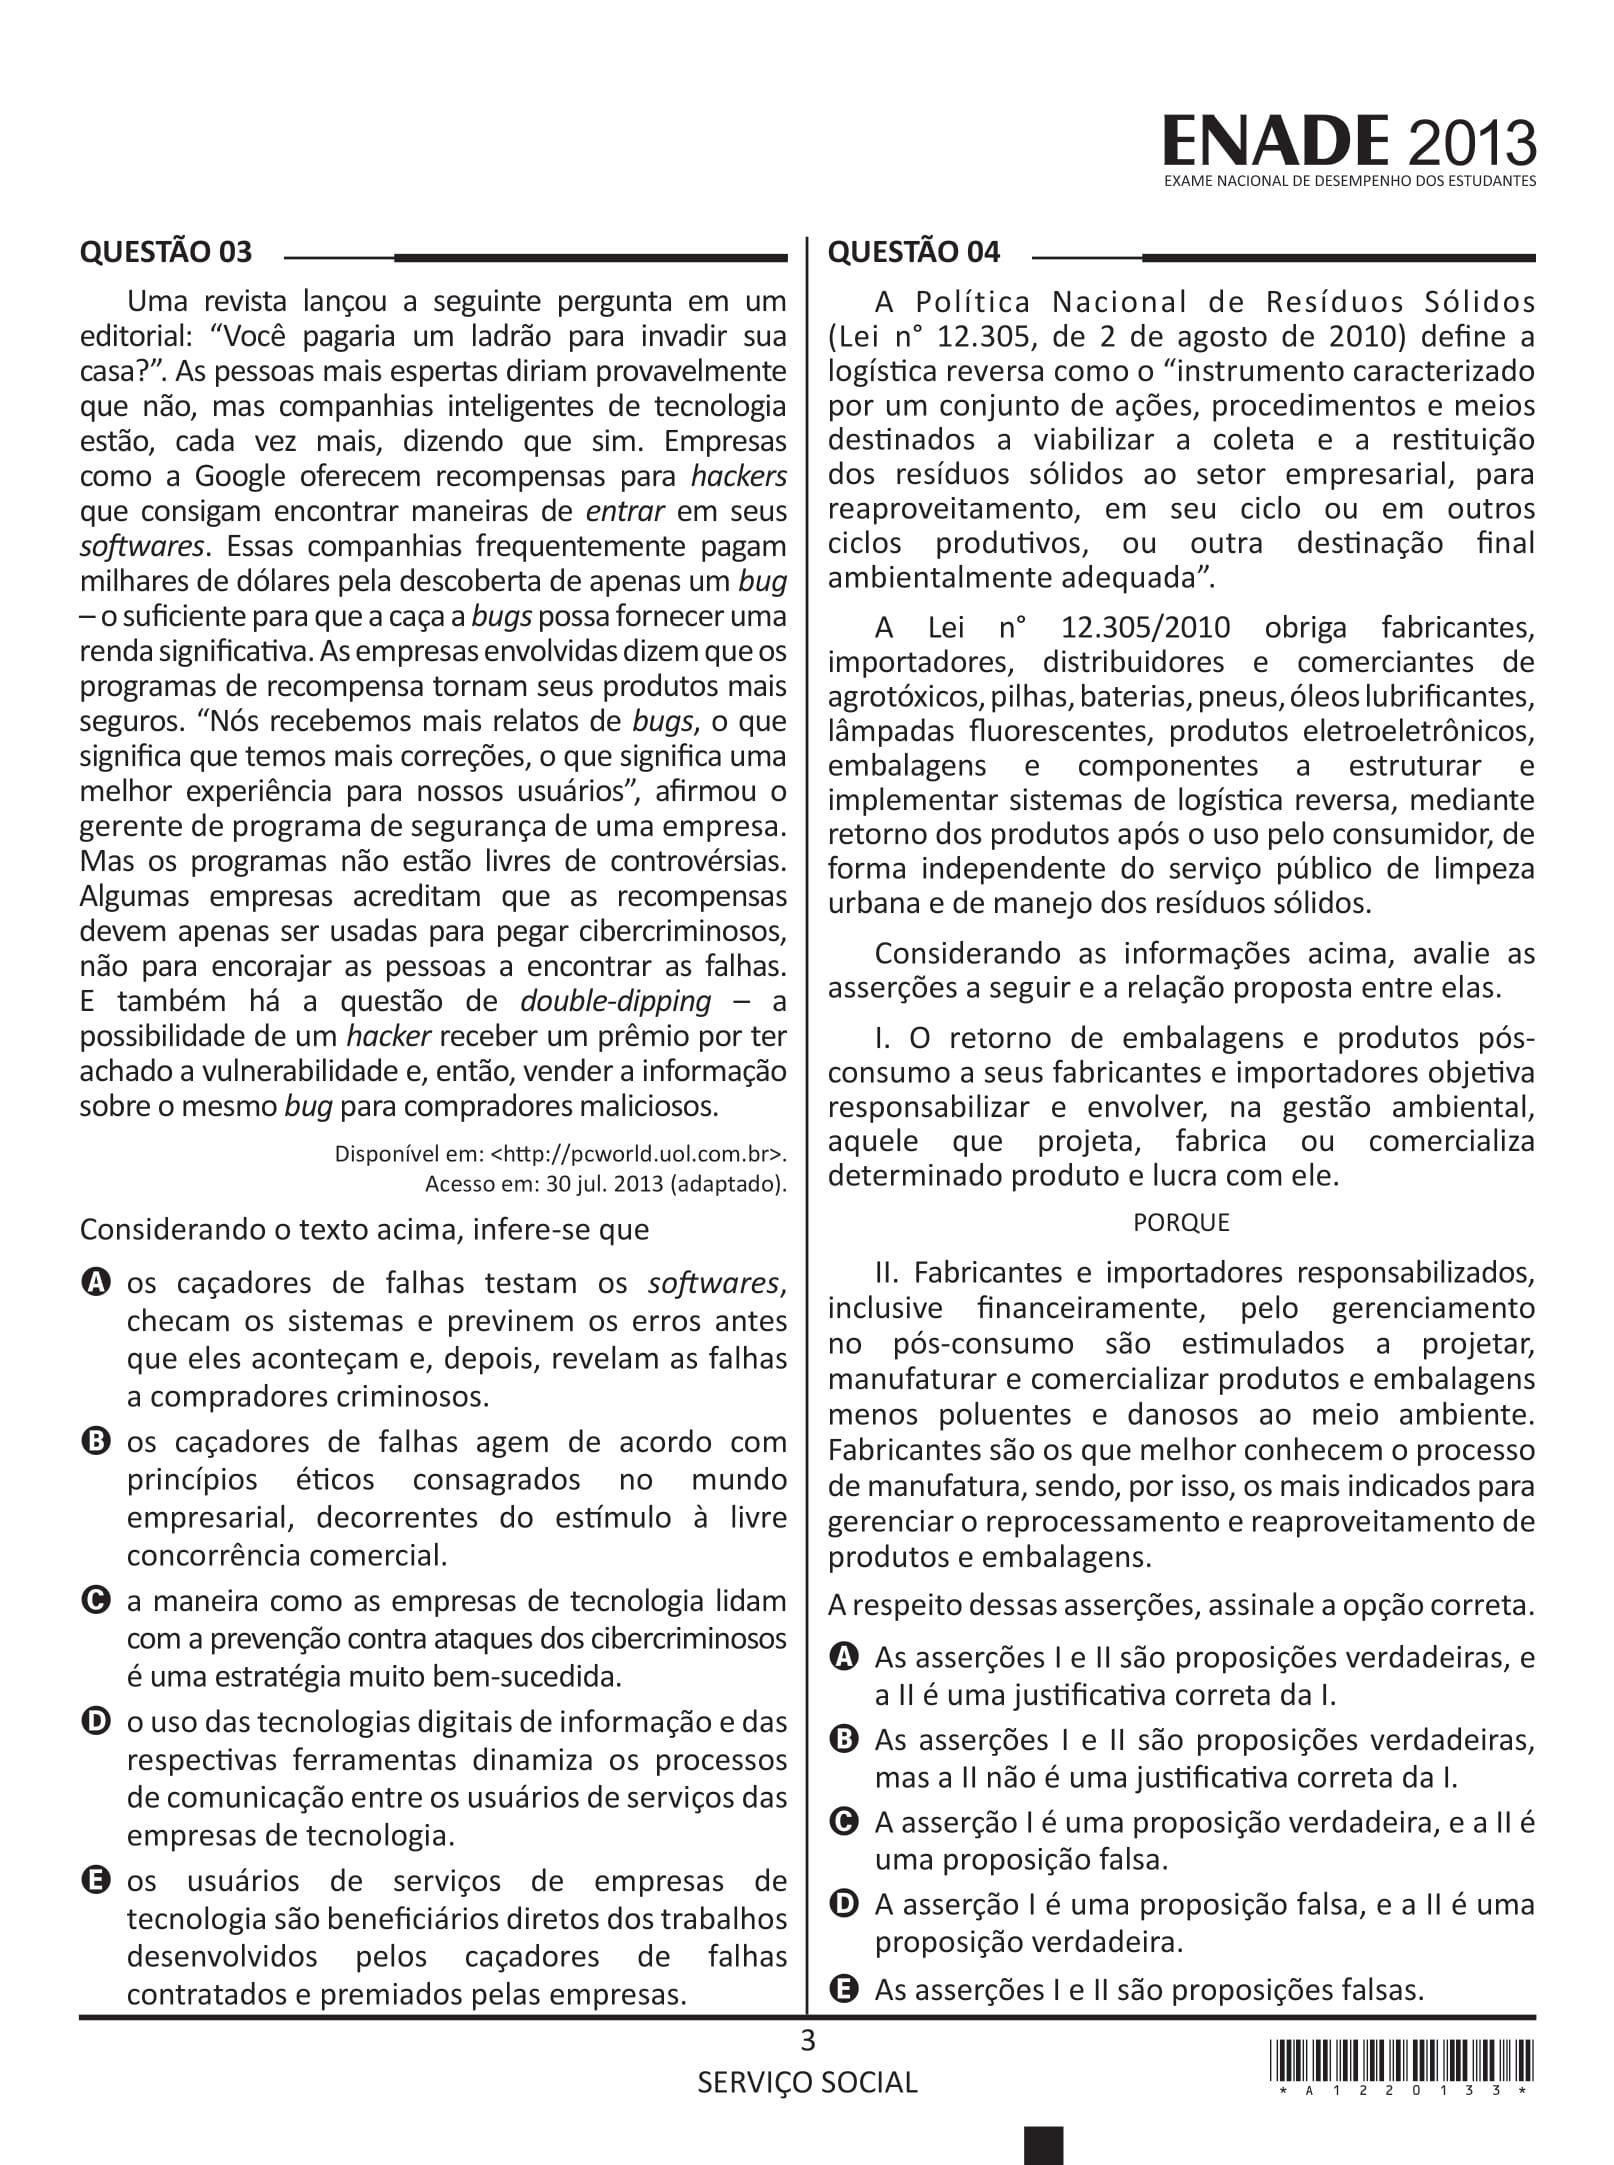 ENADE 2013
EXAME NACIONAL DE DESEMPENHO DOS ESTUDANTES
QUESTÃO 03
Uma revista lançou a seguinte pergunta em um
editorial: “Você pagaria um ladrão para invadir sua
casa?”. As pessoas mais espertas diriam provavelmente
que não, mas companhias inteligentes de tecnologia
estão, cada vez mais, dizendo que sim. Empresas
como a Google oferecem recompensas para hackers
que consigam encontrar maneiras de entrar em seus
softwares. Essas companhias frequentemente pagam
milhares de dólares pela descoberta de apenas um bug
– o suficiente para que a caça a bugs possa fornecer uma
renda significativa. As empresas envolvidas dizem que os
programas de recompensa tornam seus produtos mais
seguros. “Nós recebemos mais relatos de bugs, o que
significa que temos mais correções, o que significa uma
melhor experiência para nossos usuários”, afirmou o
gerente de programa de segurança de uma empresa.
Mas os programas não estão livres de controvérsias.
Algumas empresas acreditam que as recompensas
devem apenas ser usadas para pegar cibercriminosos,
não para encorajar as pessoas a encontrar as falhas.
E também há a questão de double-dipping – a
possibilidade de um hacker receber um prêmio por ter
achado a vulnerabilidade e, então, vender a informação
sobre o mesmo bug para compradores maliciosos.
Disponível em: <http://pcworld.uol.com.br>.
Acesso em: 30 jul. 2013 (adaptado).
Considerando o texto acima, infere-se que
A os caçadores de falhas testam os softwares,
checam os sistemas e previnem os erros antes
que eles aconteçam e, depois, revelam as falhas
a compradores criminosos.
B os caçadores de falhas agem de acordo com
princípios éticos consagrados no mundo
empresarial, decorrentes do estímulo à livre
concorrência comercial.
C a maneira como as empresas de tecnologia lidam
com a prevenção contra ataques dos cibercriminosos
é uma estratégia muito bem-sucedida.
D o uso das tecnologias digitais de informação e das
respectivas ferramentas dinamiza os processos
de comunicação entre os usuários de serviços das
empresas de tecnologia.
E os usuários de serviços de empresas de
tecnologia são beneficiários diretos dos trabalhos
desenvolvidos pelos caçadores de falhas
contratados e premiados pelas empresas.
QUESTÃO 04
A Política Nacional de Resíduos Sólidos
(Lei n° 12.305, de 2 de agosto de 2010) define a
logística reversa como o “instrumento caracterizado
por um conjunto de ações, procedimentos e meios
destinados a viabilizar a coleta e a restituição
dos resíduos sólidos ao setor empresarial, para
reaproveitamento, em seu ciclo ou em outros
ciclos produtivos, ou outra destinação final
ambientalmente adequada”.
A Lei n° 12.305/2010 obriga fabricantes,
importadores, distribuidores e comerciantes de
agrotóxicos, pilhas, baterias, pneus, óleos lubrificantes,
lâmpadas fluorescentes, produtos eletroeletrônicos,
embalagens e componentes a estruturar e
implementar sistemas de logística reversa, mediante
retorno dos produtos após o uso pelo consumidor, de
forma independente do serviço público de limpeza
urbana e de manejo dos resíduos sólidos.
Considerando as informações acima, avalie as
asserções a seguir e a relação proposta entre elas.
I. O retorno de embalagens e produtos pós-
consumo a seus fabricantes e importadores objetiva
responsabilizar e envolver, na gestão ambiental,
aquele que projeta, fabrica ou comercializa
determinado produto e lucra com ele.
PORQUE
II. Fabricantes e importadores responsabilizados,
inclusive financeiramente, pelo gerenciamento
no pós-consumo são estimulados a projetar,
manufaturar e comercializar produtos e embalagens
menos poluentes e danosos ao meio ambiente.
Fabricantes são os que melhor conhecem o processo
de manufatura, sendo, por isso, os mais indicados para
gerenciar o reprocessamento e reaproveitamento de
produtos e embalagens.
A respeito dessas asserções, assinale a opção correta.
A As asserções I e II são proposições verdadeiras, e
a II é uma justificativa correta da I.
B As asserções I e II são proposições verdadeiras,
mas a II não é uma justificativa correta da I.
C A asserção I é uma proposição verdadeira, e a II é
uma proposição falsa.
D A asserção I é uma proposição falsa, e a II é uma
proposição verdadeira.
E As asserções I e II são proposições falsas.
3
SERVIÇO SOCIAL
* A 1 2 2 0 1 3 3 *